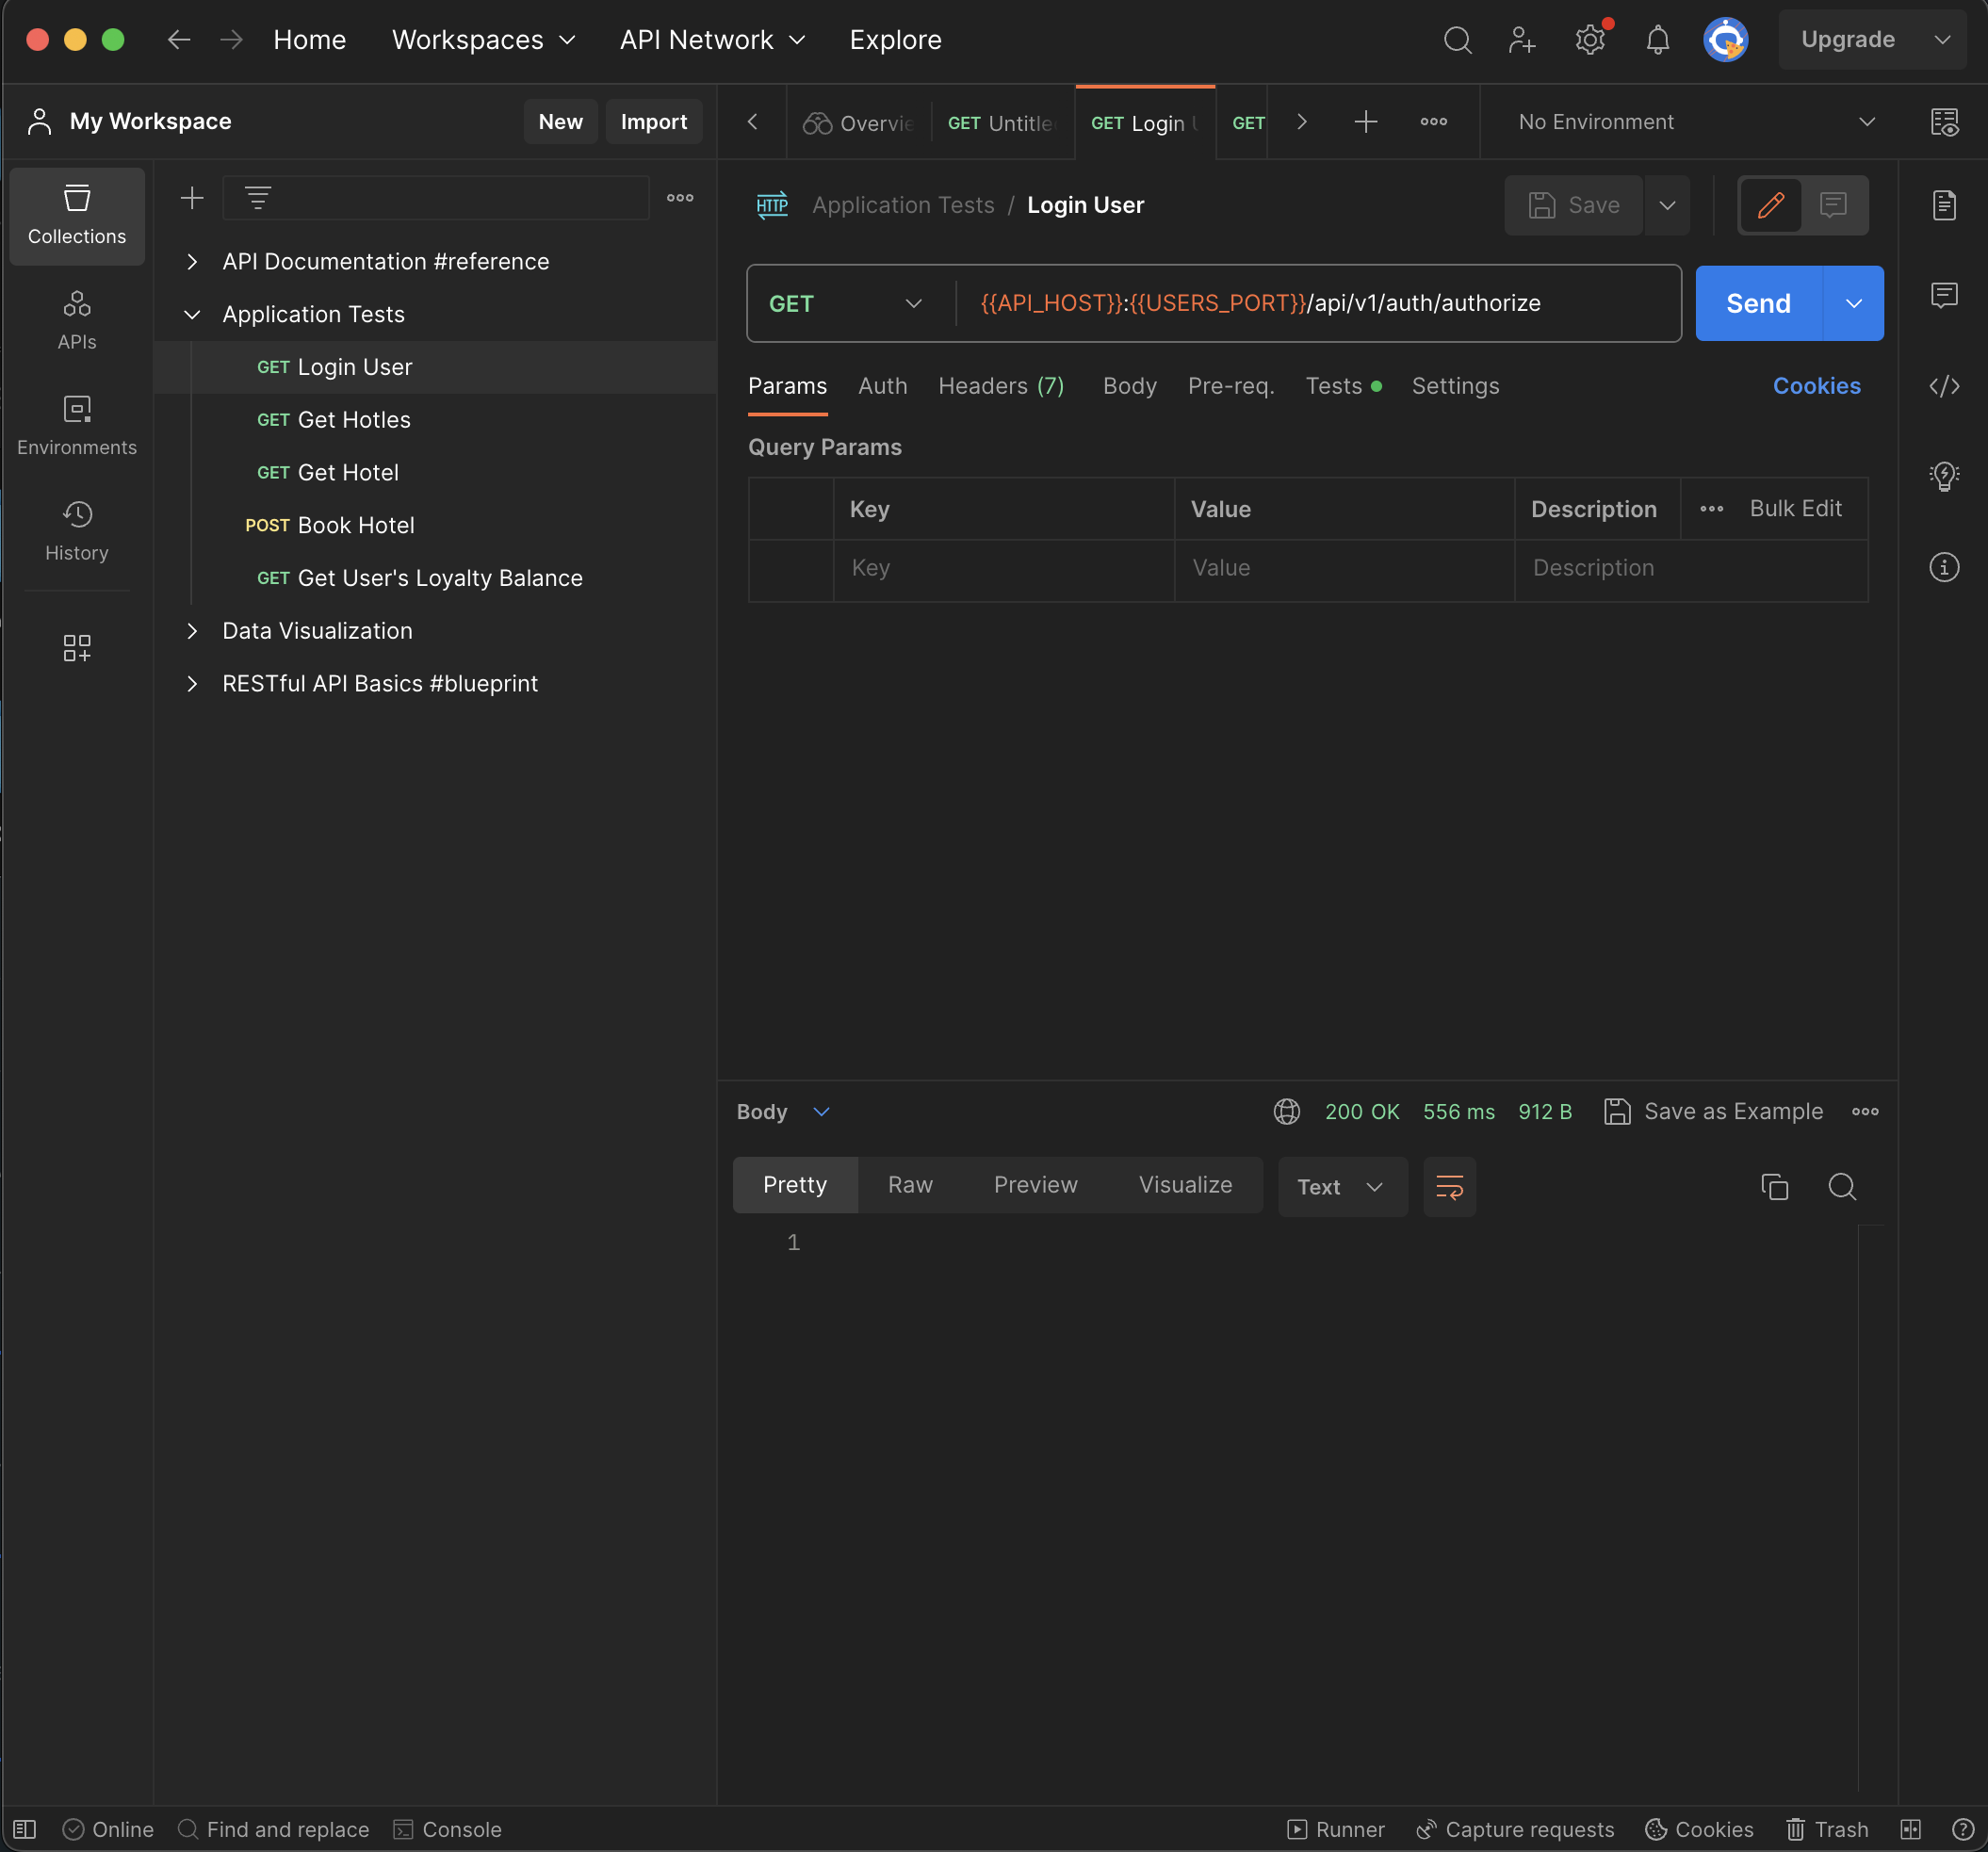 Home Workspaces API Network Explore Upgrade
My Workspace New Import
Overvie GET Untitle GET Login GET No Environment
Collections
APIs
Environments
History
API Documentation #reference
Application Tests
GET Login User
GET Get Hotles
GET Get Hotel
POST Book Hotel
GET Get User's Loyalty Balance
Data Visualization
RESTful API Basics #blueprint
HTTP Application Tests / Login User Save
GET {{API_HOST}}:{{USERS_PORT}}/api/v1/auth/authorize Send
Params Auth Headers (7) Body Pre-req. Tests Settings Cookies
Query Params
Key Value Description Bulk Edit
Key Value Description
Body 200 OK 556 ms 912 B Save as Example
Pretty Raw Preview Visualize Text
1
Online Find and replace Console Runner Capture requests Cookies Trash